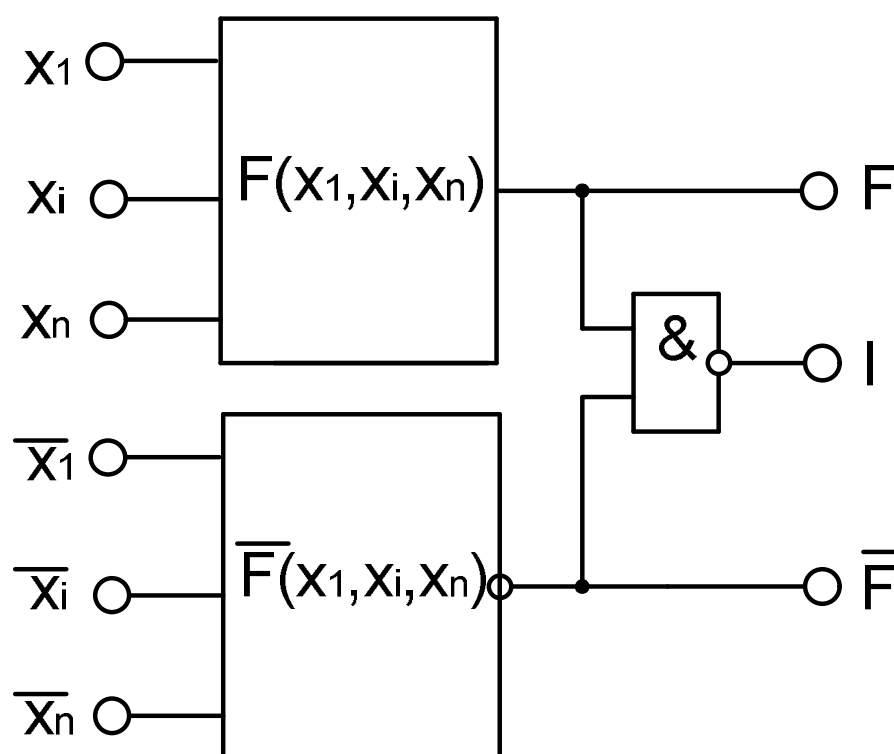 x1
xi
xn
F(x1,xi,xn)
F
&
I
x̅1
x̅i
x̅n
F̅(x1,xi,xn)
F̅